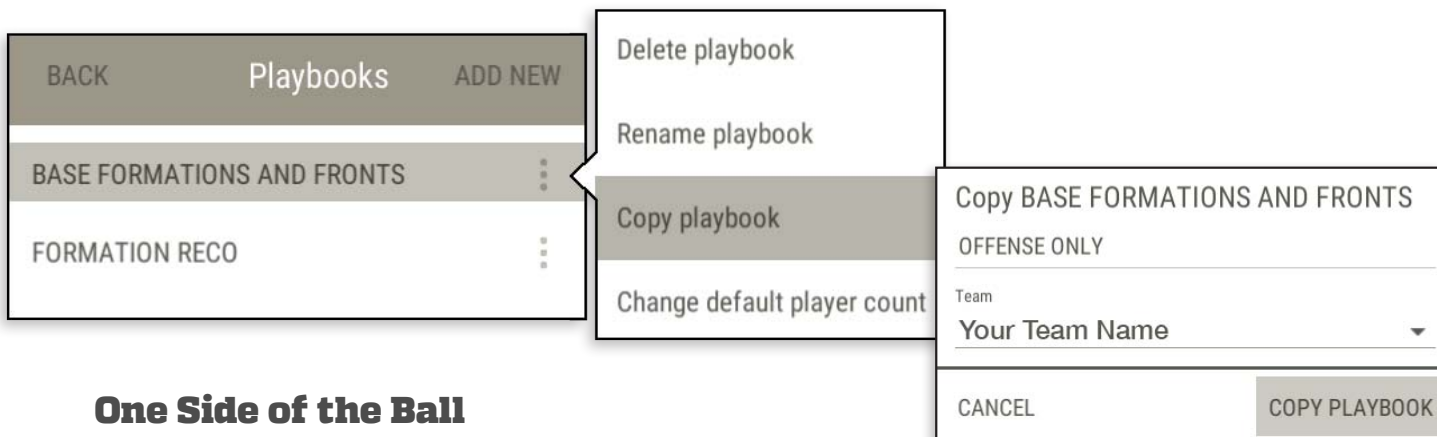 BACK Playbooks ADD NEW
BASE FORMATIONS AND FRONTS
FORMATION RECO
Delete playbook
Rename playbook
Copy playbook
Change default player count
Copy BASE FORMATIONS AND FRONTS
OFFENSE ONLY
Team
Your Team Name
CANCEL COPY PLAYBOOK
One Side of the Ball